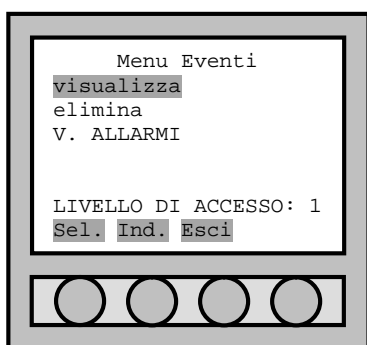 Menu Eventi
visualizza
elimina
V. ALLARMI
LIVELLO DI ACCESSO: 1
Sel. Ind. Esci